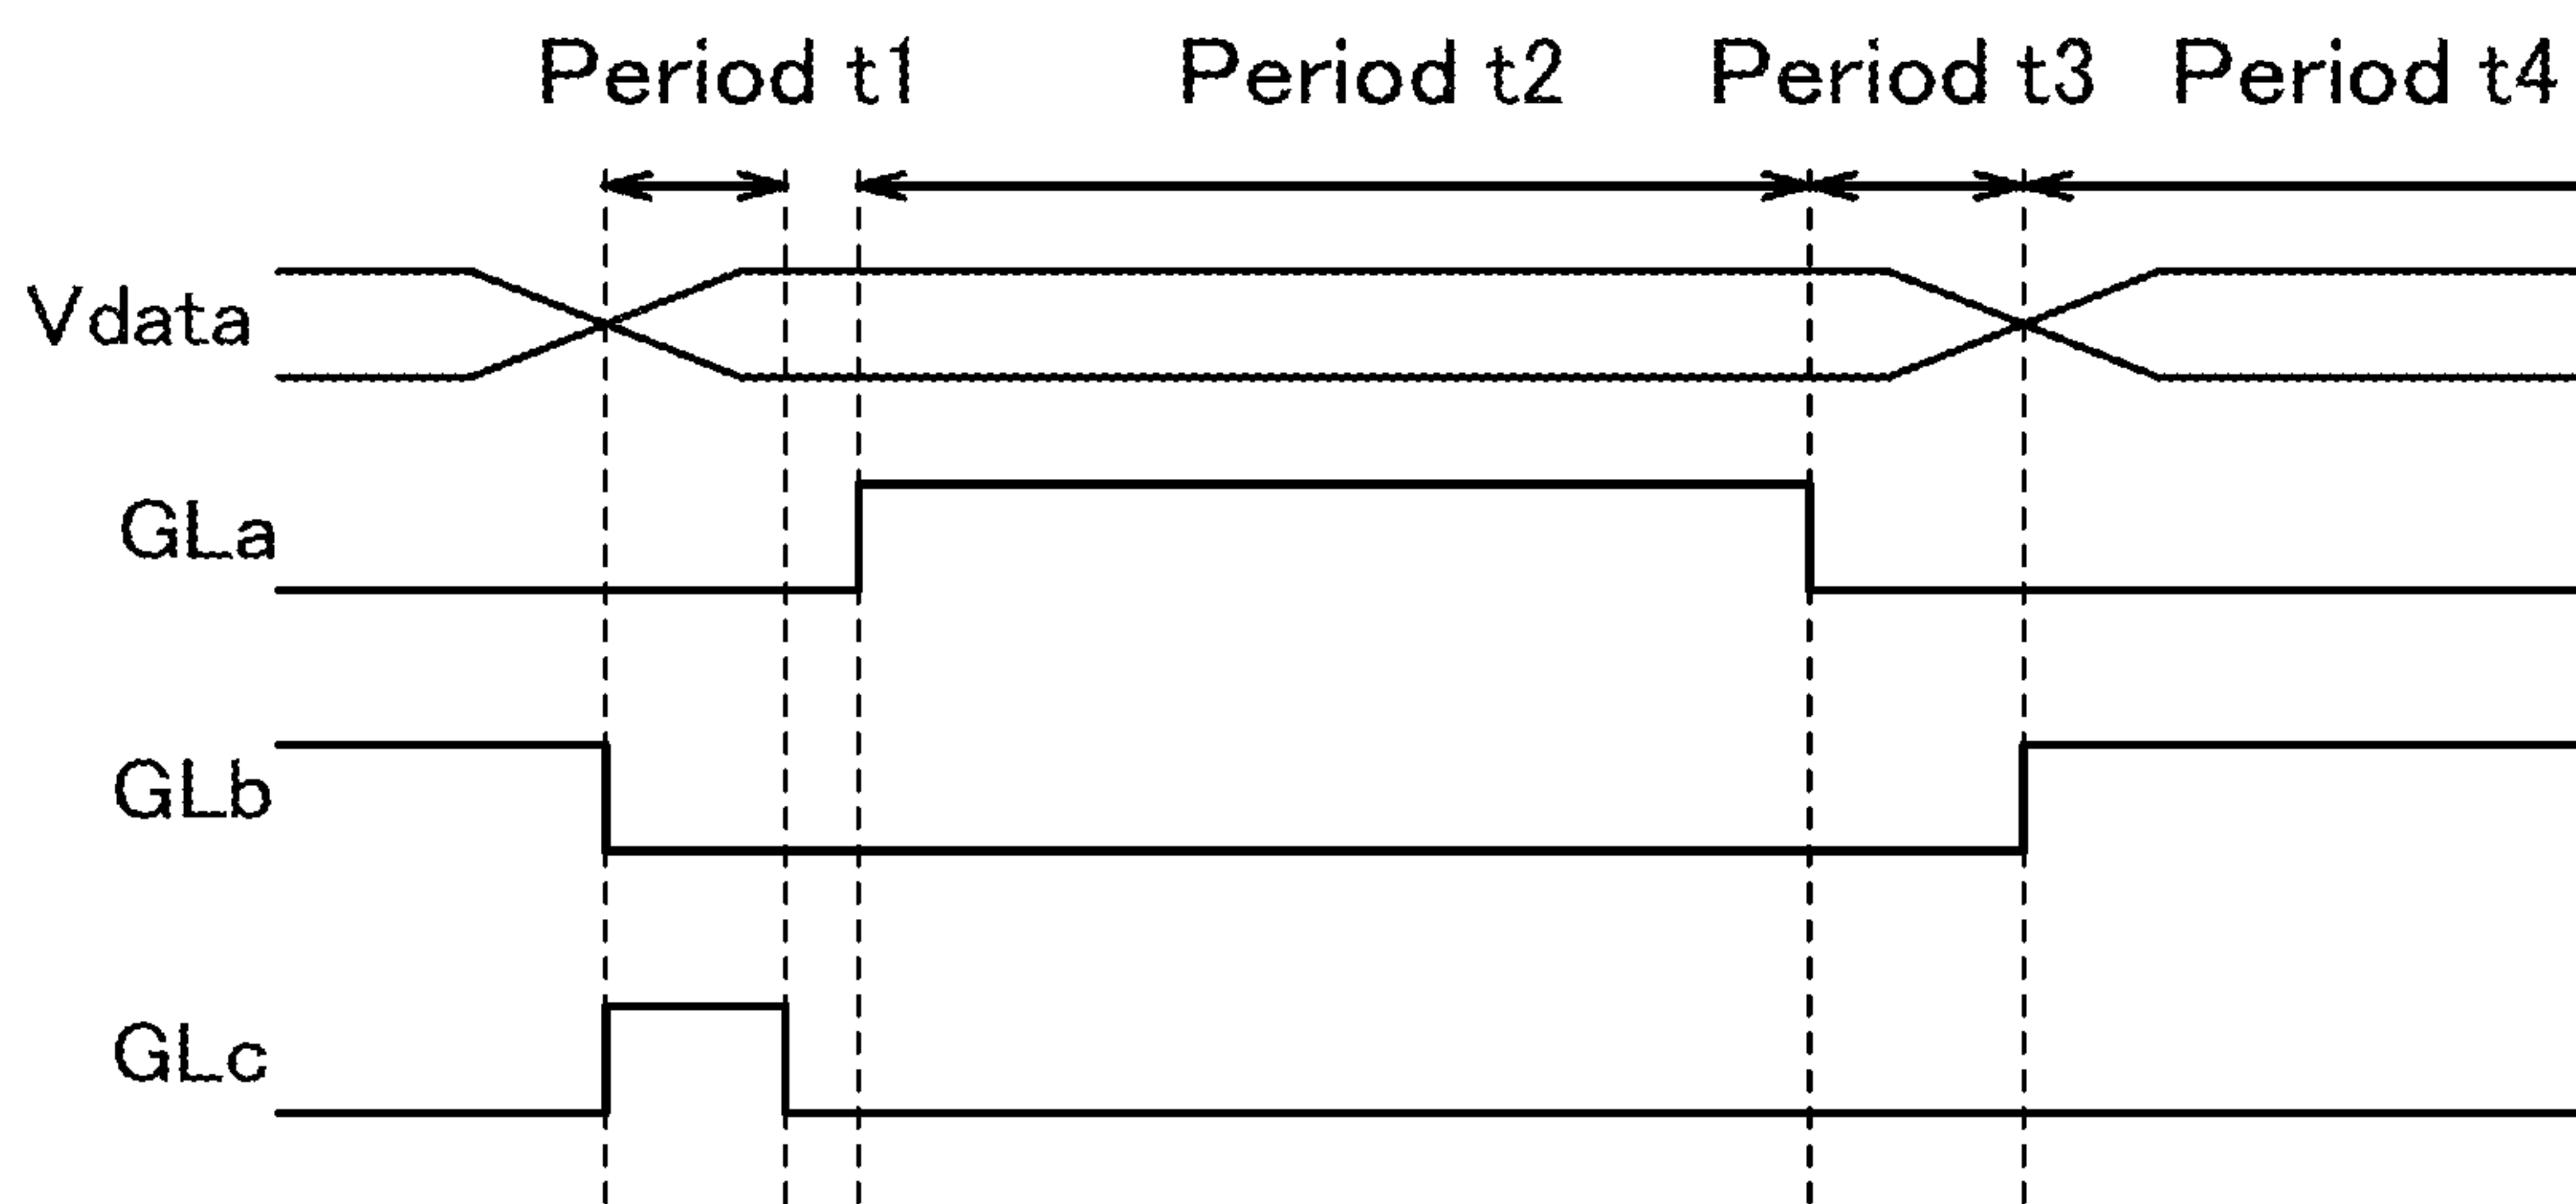 Period t1 Period t2 Period t3 Period t4
Vdata
GLa
GLb
GLc